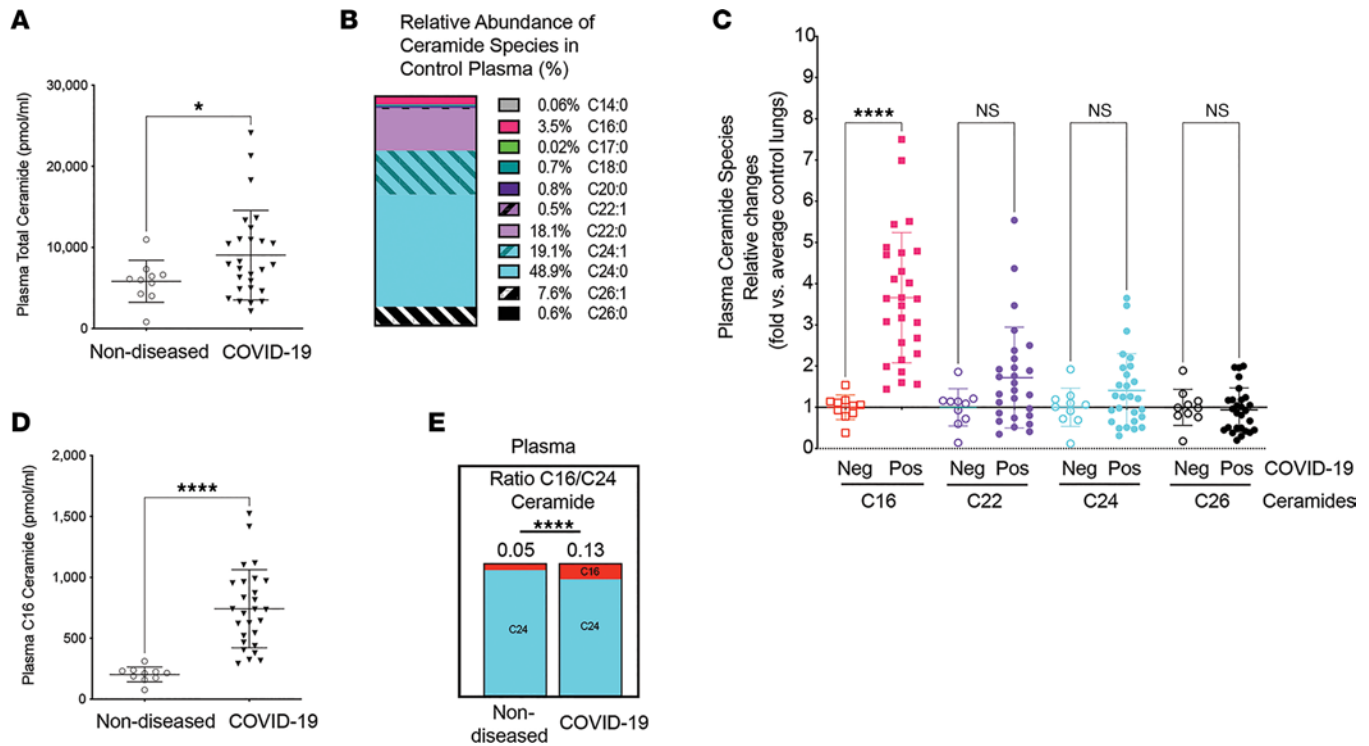 A
Plasma Total Ceramide (pmol/ml)
30,000
20,000
10,000
0
*
Non-diseased COVID-19
B
Relative Abundance of
Ceramide Species in
Control Plasma (%)
0.06% C14:0
3.5% C16:0
0.02% C17:0
0.7% C18:0
0.8% C20:0
0.5% C22:1
18.1% C22:0
19.1% C24:1
48.9% C24:0
7.6% C26:1
0.6% C26:0
C
Plasma Ceramide Species
Relative changes
(fold vs. average control lungs)
10
9
8
7
6
5
4
3
2
1
0
**** NS NS NS
Neg Pos Neg Pos Neg Pos Neg Pos COVID-19
C16 C22 C24 C26 Ceramides
D
Plasma C16 Ceramide (pmol/ml)
2,000
1,500
1,000
500
0
****
Non-diseased COVID-19
E
Plasma
Ratio C16/C24
Ceramide
****
0.05 0.13
C16
C24 C24
Non-
diseased COVID-19